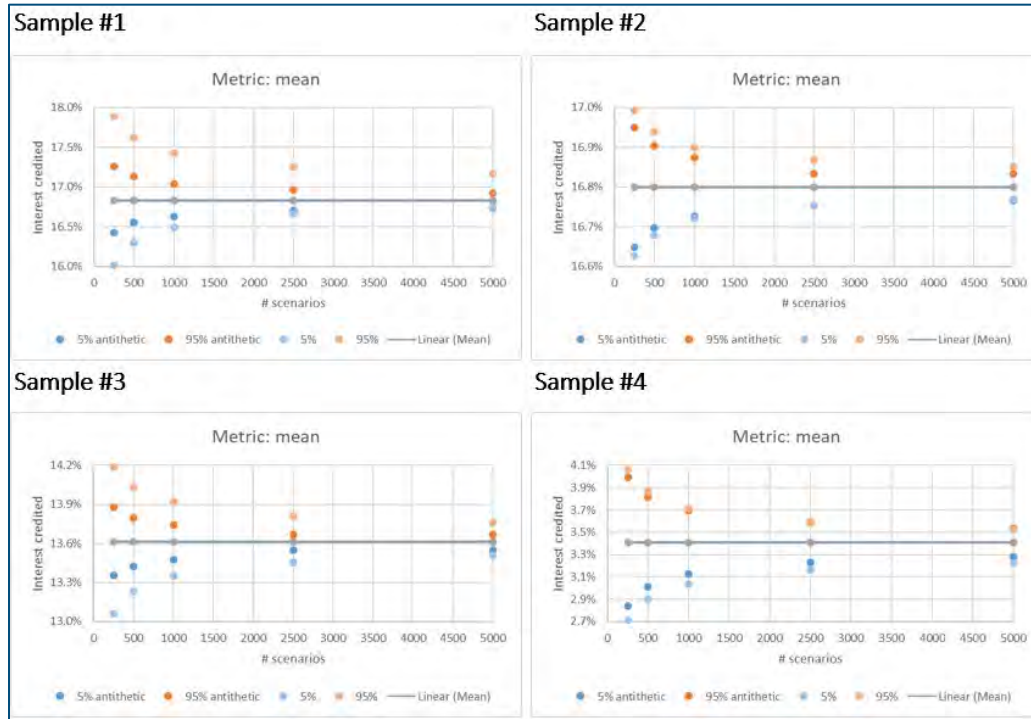 Sample #1
Metric: mean
18.0%
17.5%
17.0%
16.5%
16.0%
Interest credited
0 500 1000 1500 2000 2500 3000 3500 4000 4500 5000
# scenarios
5% antithetic 95% antithetic 5% 95% Linear (Mean)
Sample #2
Metric: mean
17.0%
16.9%
16.8%
16.7%
16.6%
Interest credited
0 500 1000 1500 2000 2500 3000 3500 4000 4500 5000
# scenarios
5% antithetic 95% antithetic 5% 95% Linear (Mean)
Sample #3
Metric: mean
14.2%
13.9%
13.6%
13.3%
13.0%
Interest credited
0 500 1000 1500 2000 2500 3000 3500 4000 4500 5000
# scenarios
5% antithetic 95% antithetic 5% 95% Linear (Mean)
Sample #4
Metric: mean
4.1%
3.9%
3.7%
3.5%
3.3%
3.1%
2.9%
2.7%
Interest credited
0 500 1000 1500 2000 2500 3000 3500 4000 4500 5000
# scenarios
5% antithetic 95% antithetic 5% 95% Linear (Mean)